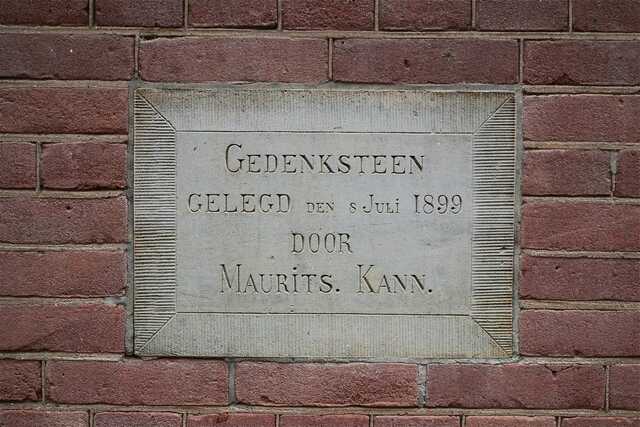 GEDENKSTEEN
GELEGD DEN 8 JULI 1899
DOOR
MAURITS. KANN.